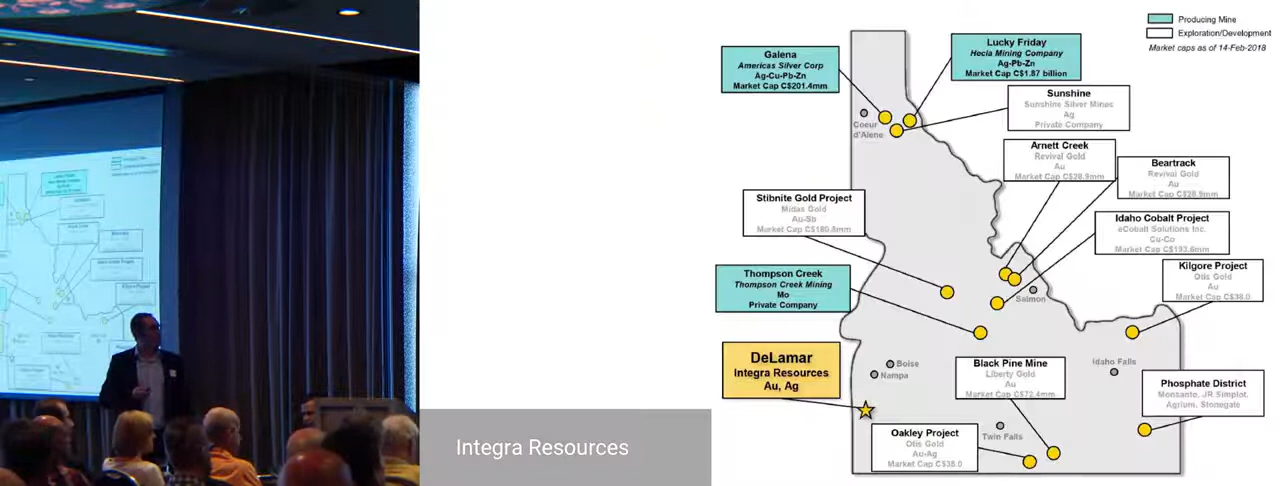 Producing Mine
Exploration/Development
Market caps as of 14-Feb-2018
Galena
Americas Silver Corp
Ag-Cu-Pb-Zn
Market Cap C$201.4mm
Lucky Friday
Hecla Mining Company
Ag-Pb-Zn
Market Cap C$1.87 billion
Sunshine
Sunshine Silver Mines
Ag
Private Company
Coeur
d'Alene
Arnett Creek
Revival Gold
Au
Market Cap C$28.9mm
Beartrack
Revival Gold
Au
Market Cap C$28.9mm
Stibnite Gold Project
Midas Gold
Au-Sb
Market Cap C$180.8mm
Idaho Cobalt Project
eCobalt Solutions Inc.
Cu-Co
Market Cap C$193.6mm
Kilgore Project
Otis Gold
Au
Market Cap C$38.0
Thompson Creek
Thompson Creek Mining
Mo
Private Company
Salmon
DeLamar
Integra Resources
Au, Ag
Boise
Nampa
Black Pine Mine
Liberty Gold
Au
Market Cap C$72.4mm
Idaho Falls
Phosphate District
Monsanto, JR Simplot,
Agrium, Stonegate
Twin Falls
Oakley Project
Otis Gold
Au-Ag
Market Cap C$38.0
Integra Resources